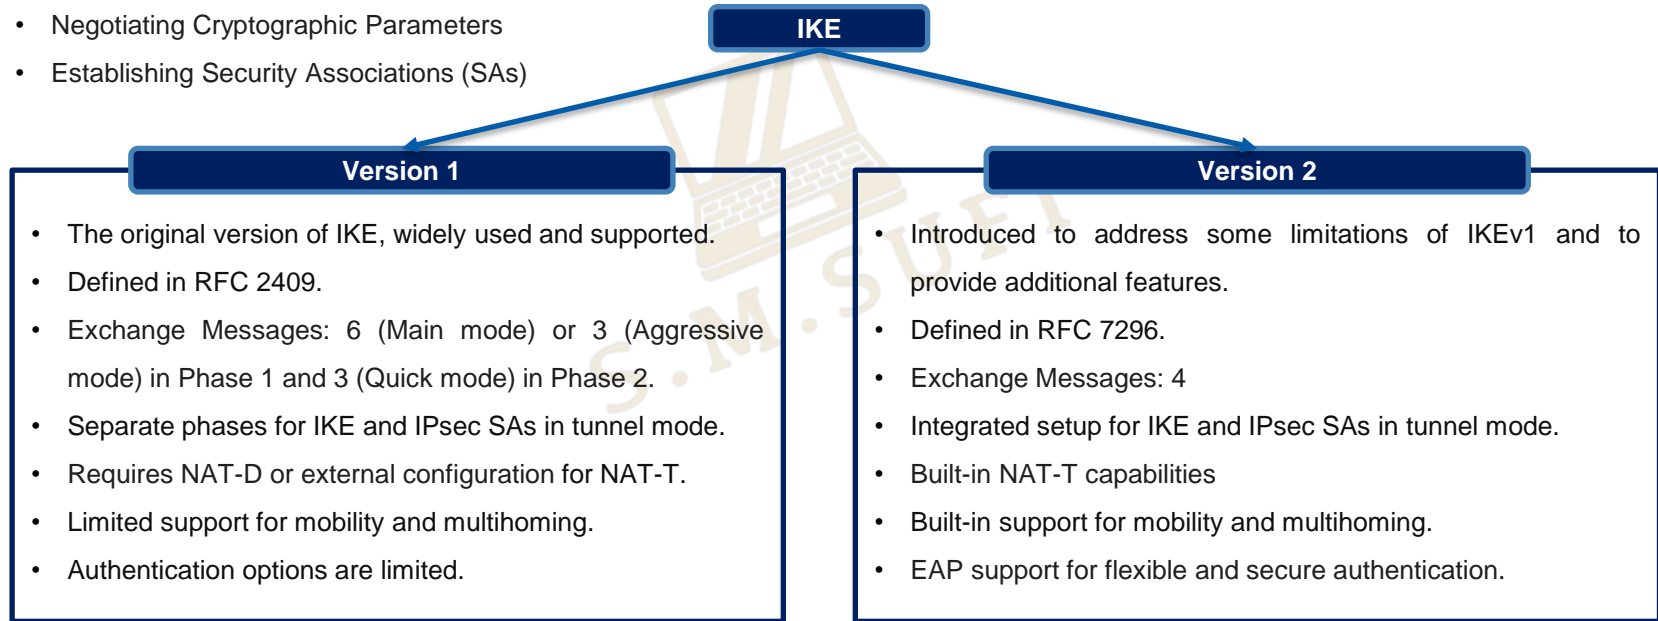 • Negotiating Cryptographic Parameters
• Establishing Security Associations (SAs)
IKE
Version 1
• The original version of IKE, widely used and supported.
• Defined in RFC 2409.
• Exchange Messages: 6 (Main mode) or 3 (Aggressive
mode) in Phase 1 and 3 (Quick mode) in Phase 2.
• Separate phases for IKE and IPsec SAs in tunnel mode.
• Requires NAT-D or external configuration for NAT-T.
• Limited support for mobility and multihoming.
• Authentication options are limited.
Version 2
• Introduced to address some limitations of IKEv1 and to
provide additional features.
• Defined in RFC 7296.
• Exchange Messages: 4
• Integrated setup for IKE and IPsec SAs in tunnel mode.
• Built-in NAT-T capabilities
• Built-in support for mobility and multihoming.
• EAP support for flexible and secure authentication.
S.M.SUFI